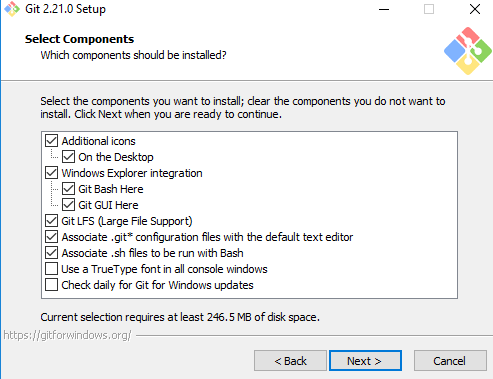 Git 2.21.0 Setup
Select Components
Which components should be installed?
Select the components you want to install; clear the components you do not want to
install. Click Next when you are ready to continue.
Additional icons
On the Desktop
Windows Explorer integration
Git Bash Here
Git GUI Here
Git LFS (Large File Support)
Associate .git* configuration files with the default text editor
Associate .sh files to be run with Bash
Use a TrueType font in all console windows
Check daily for Git for Windows updates
Current selection requires at least 246.5 MB of disk space.
https://gitforwindows.org/
< Back
Next >
Cancel